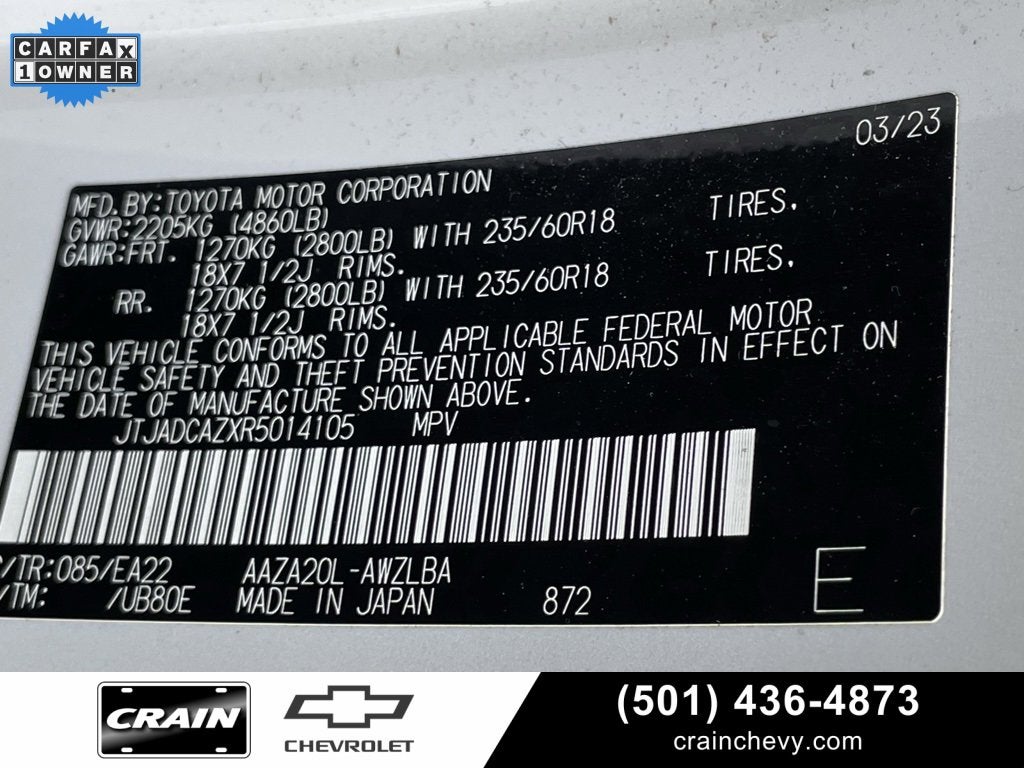 CARFAX
1 OWNER
03/23
MFD. BY: TOYOTA MOTOR CORPORATION
GVWR: 2205KG (4860LB)
GAWR: FRT. 1270KG (2800LB) WITH 235/60R18 TIRES,
18X7 1/2J RIMS.
RR. 1270KG (2800LB) WITH 235/60R18 TIRES,
18X7 1/2J RIMS.
THIS VEHICLE CONFORMS TO ALL APPLICABLE FEDERAL MOTOR
VEHICLE SAFETY AND THEFT PREVENTION STANDARDS IN EFFECT ON
THE DATE OF MANUFACTURE SHOWN ABOVE.
JTJADCAZXR5014105 MPV
/TR: 085/EA22 AAZA20L-AWZLBA
/TM: /UB80E MADE IN JAPAN 872
E
CRAIN
CHEVROLET
(501) 436-4873
crainchevy.com